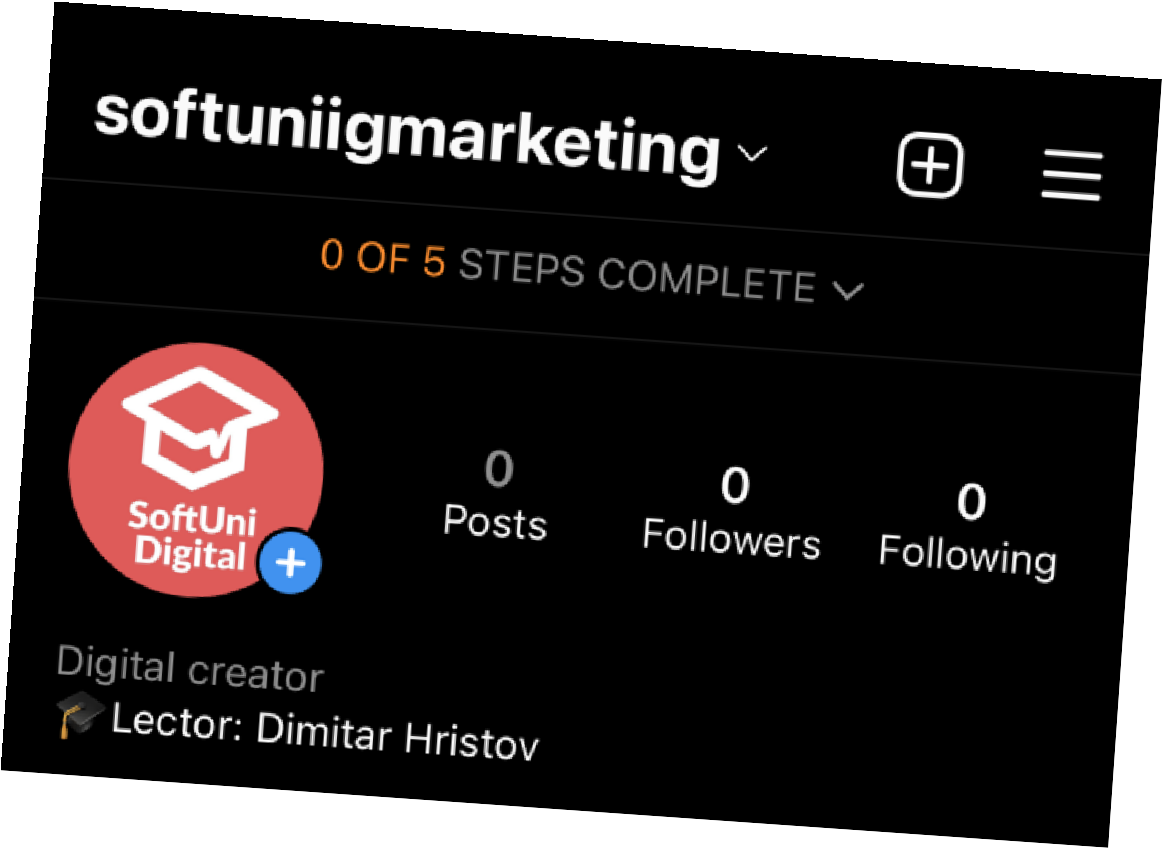 softuniigmarketing
0 OF 5 STEPS COMPLETE
SoftUni
Digital
0
Posts
0
Followers
0
Following
Digital creator
🎓Lector: Dimitar Hristov